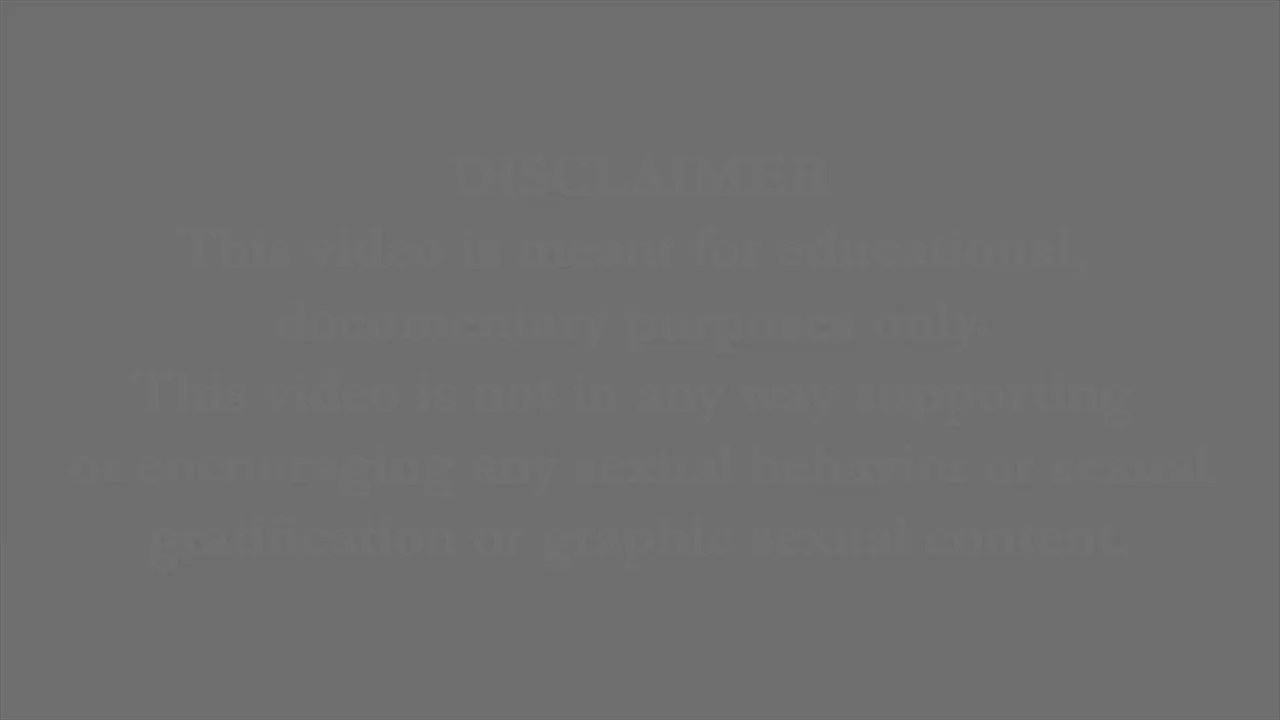 DISCLAIMER
This video is meant for educational,
documentary purposes only.
This video is not in any way supporting
or encouraging any sexual behavior or sexual
gratification or graphic sexual content.